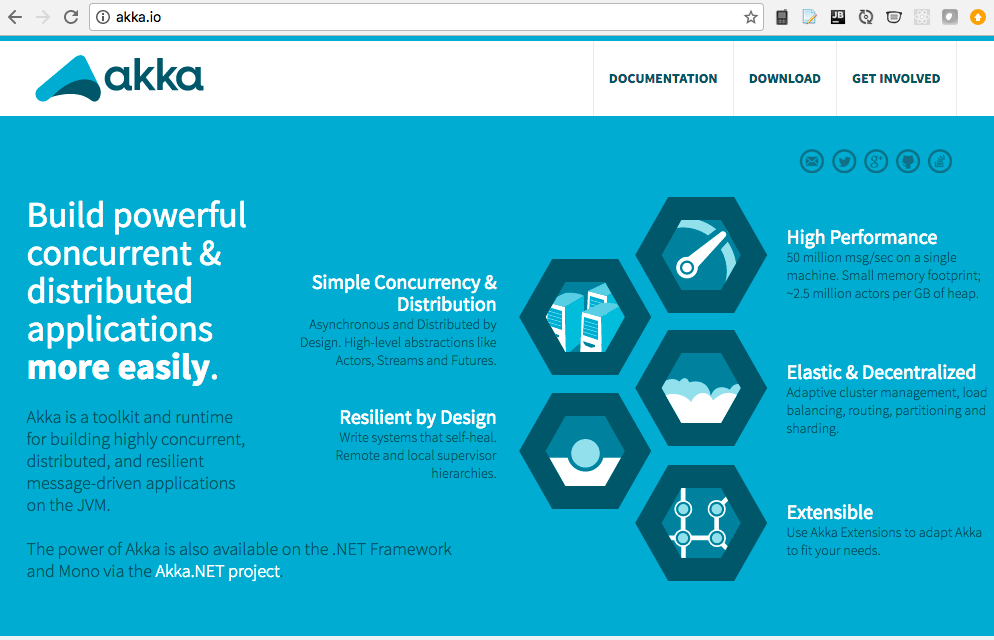 akka.io
JB
akka
DOCUMENTATION
DOWNLOAD
GET INVOLVED
g+
Build powerful
concurrent &
distributed
applications
more easily.
Akka is a toolkit and runtime
for building highly concurrent,
distributed, and resilient
message-driven applications
on the JVM.
The power of Akka is also available on the .NET Framework
and Mono via the Akka.NET project.
Simple Concurrency &
Distribution
Asynchronous and Distributed by
Design. High-level abstractions like
Actors, Streams and Futures.
Resilient by Design
Write systems that self-heal.
Remote and local supervisor
hierarchies.
High Performance
50 million msg/sec on a single
machine. Small memory footprint;
~2.5 million actors per GB of heap.
Elastic & Decentralized
Adaptive cluster management, load
balancing, routing, partitioning and
sharding.
Extensible
Use Akka Extensions to adapt Akka
to fit your needs.